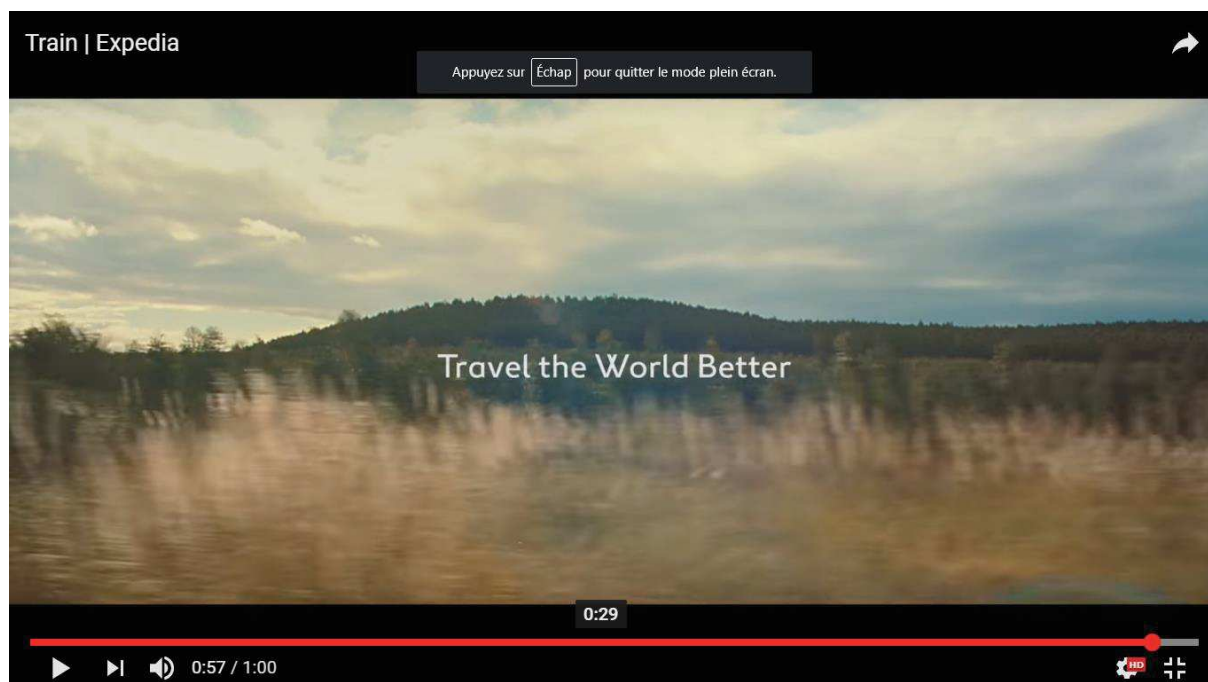 Train | Expedia
Appuyez sur Échap pour quitter le mode plein écran.
Travel the World Better
0:29
0:57 / 1:00
HD